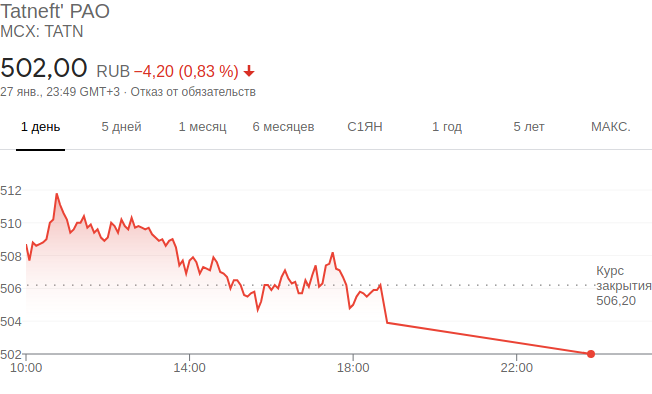 Tatneft' PAO
MCX: TATN
502,00 RUB −4,20 (0,83 %)
27 янв., 23:49 GMT+3 · Отказ от обязательств
1 день 5 дней 1 месяц 6 месяцев С1ЯН 1 год 5 лет МАКС.
512
510
508
506
504
502
Курс
закрытия
506,20
10:00 14:00 18:00 22:00